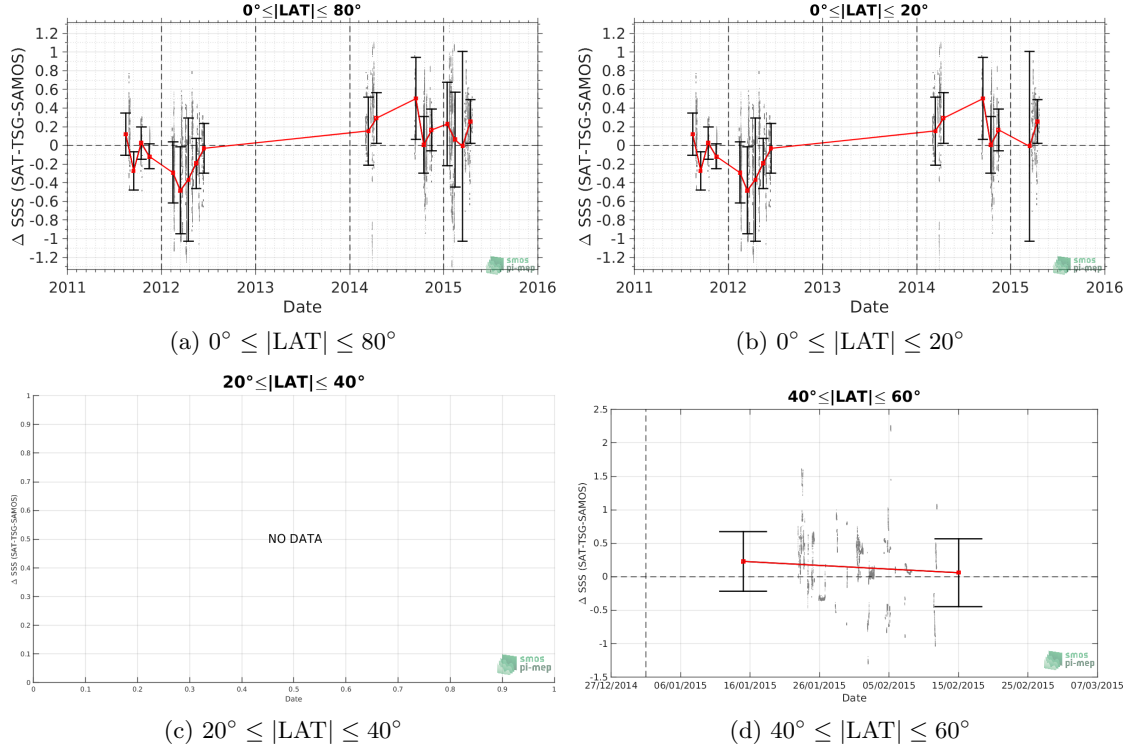 0°≤|LAT|≤ 80°
Δ SSS (SAT-TSG-SAMOS)
1.2
1
0.8
0.6
0.4
0.2
0
-0.2
-0.4
-0.6
-0.8
-1
-1.2
2011 2012 2013 2014 2015 2016
Date
smos
pi-mep
(a) 0° ≤ |LAT| ≤ 80°
0°≤|LAT|≤ 20°
Δ SSS (SAT-TSG-SAMOS)
1.2
1
0.8
0.6
0.4
0.2
0
-0.2
-0.4
-0.6
-0.8
-1
-1.2
2011 2012 2013 2014 2015 2016
Date
smos
pi-mep
(b) 0° ≤ |LAT| ≤ 20°
20°≤|LAT|≤ 40°
Δ SSS (SAT-TSG-SAMOS)
1
0.9
0.8
0.7
0.6
0.5
0.4
0.3
0.2
0.1
0
NO DATA
0 0.1 0.2 0.3 0.4 0.5 0.6 0.7 0.8 0.9 1
Date
smos
pi-mep
(c) 20° ≤ |LAT| ≤ 40°
40°≤|LAT|≤ 60°
Δ SSS (SAT-TSG-SAMOS)
2.5
2
1.5
1
0.5
0
-0.5
-1
-1.5
27/12/2014 06/01/2015 16/01/2015 26/01/2015 05/02/2015 15/02/2015 25/02/2015 07/03/2015
Date
smos
pi-mep
(d) 40° ≤ |LAT| ≤ 60°